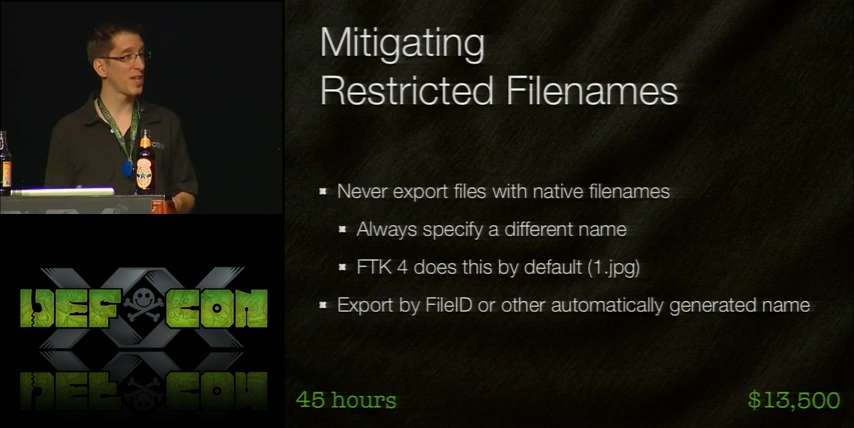 Mitigating
Restricted Filenames
Never export files with native filenames
Always specify a different name
FTK 4 does this by default (1.jpg)
Export by FileID or other automatically generated name
DEF CON
XX
45 hours
$13,500